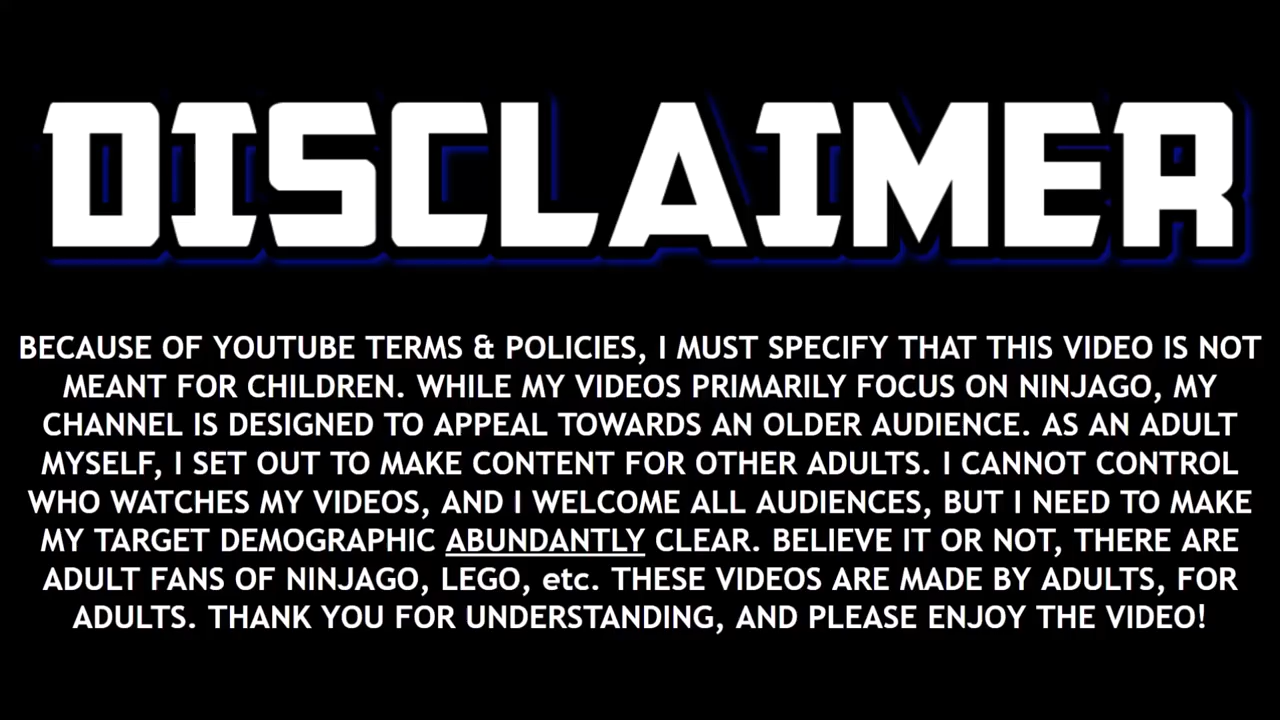 DISCLAIMER
BECAUSE OF YOUTUBE TERMS & POLICIES, I MUST SPECIFY THAT THIS VIDEO IS NOT
MEANT FOR CHILDREN. WHILE MY VIDEOS PRIMARILY FOCUS ON NINJAGO, MY
CHANNEL IS DESIGNED TO APPEAL TOWARDS AN OLDER AUDIENCE. AS AN ADULT
MYSELF, I SET OUT TO MAKE CONTENT FOR OTHER ADULTS. I CANNOT CONTROL
WHO WATCHES MY VIDEOS, AND I WELCOME ALL AUDIENCES, BUT I NEED TO MAKE
MY TARGET DEMOGRAPHIC ABUNDANTLY CLEAR. BELIEVE IT OR NOT, THERE ARE
ADULT FANS OF NINJAGO, LEGO, etc. THESE VIDEOS ARE MADE BY ADULTS, FOR
ADULTS. THANK YOU FOR UNDERSTANDING, AND PLEASE ENJOY THE VIDEO!